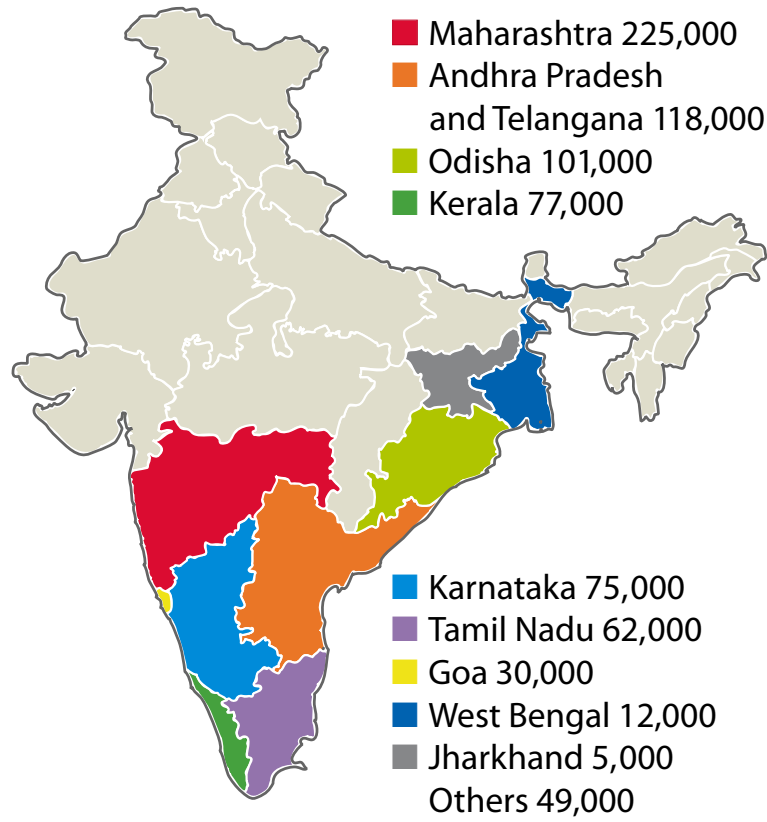 Maharashtra 225,000
Andhra Pradesh
and Telangana 118,000
Odisha 101,000
Kerala 77,000
Karnataka 75,000
Tamil Nadu 62,000
Goa 30,000
West Bengal 12,000
Jharkhand 5,000
Others 49,000